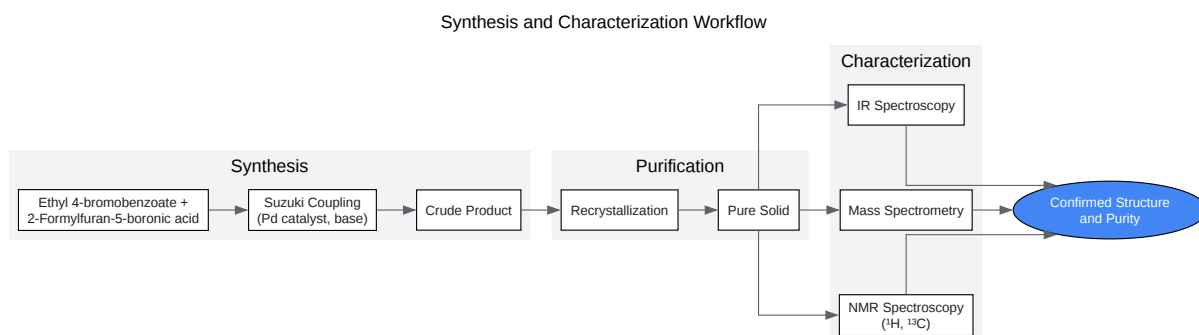 Synthesis and Characterization Workflow
Characterization
IR Spectroscopy
Synthesis
Purification
Ethyl 4-bromobenzoate +
2-Formylfuran-5-boronic acid
Suzuki Coupling
(Pd catalyst, base)
Crude Product
Recrystallization
Pure Solid
Mass Spectrometry
Confirmed Structure
and Purity
NMR Spectroscopy
(¹H, ¹³C)